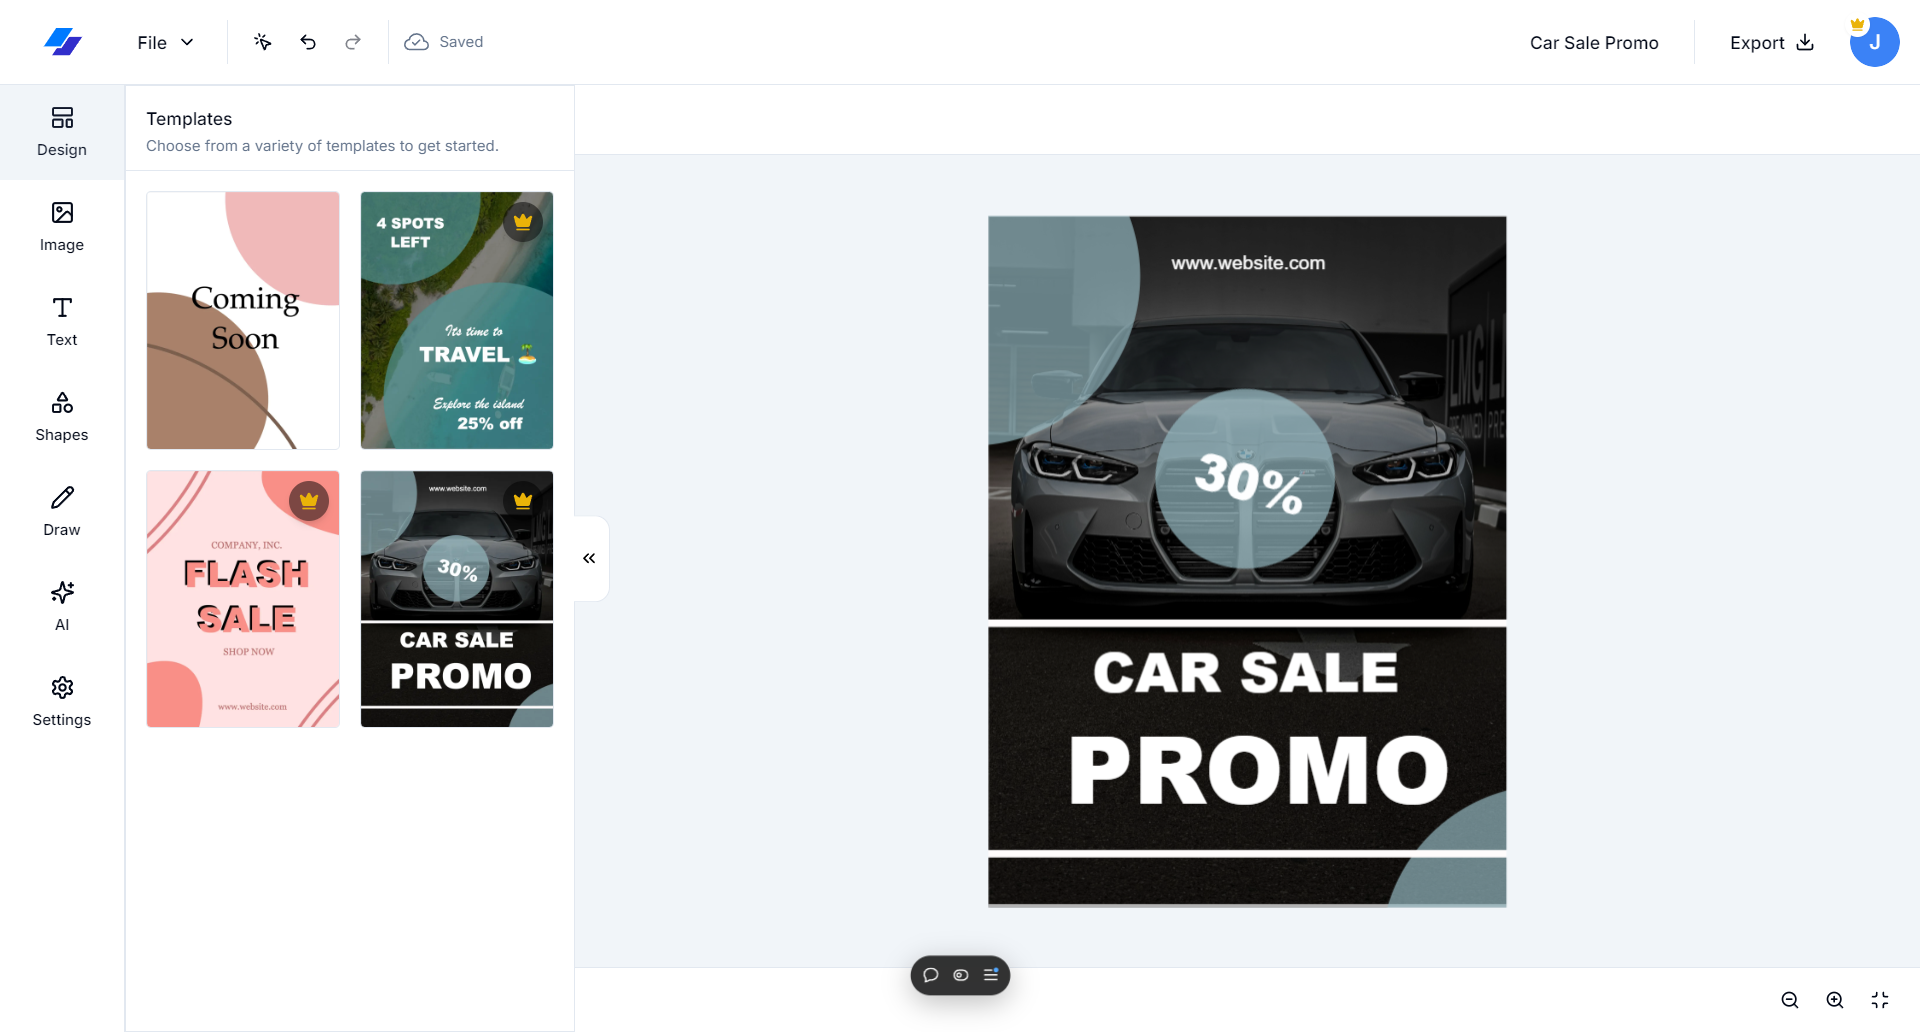 File
Saved
Car Sale Promo
Export
J
Design
Image
Text
Shapes
Draw
AI
Settings
Templates
Choose from a variety of templates to get started.
Coming
Soon
4 SPOTS
LEFT
It's time to
TRAVEL 🏝️
Explore the island
25% off
COMPANY, INC.
FLASH
SALE
SHOP NOW
www.website.com
www.website.com
30%
CAR SALE
PROMO
www.website.com
30%
CAR SALE
PROMO